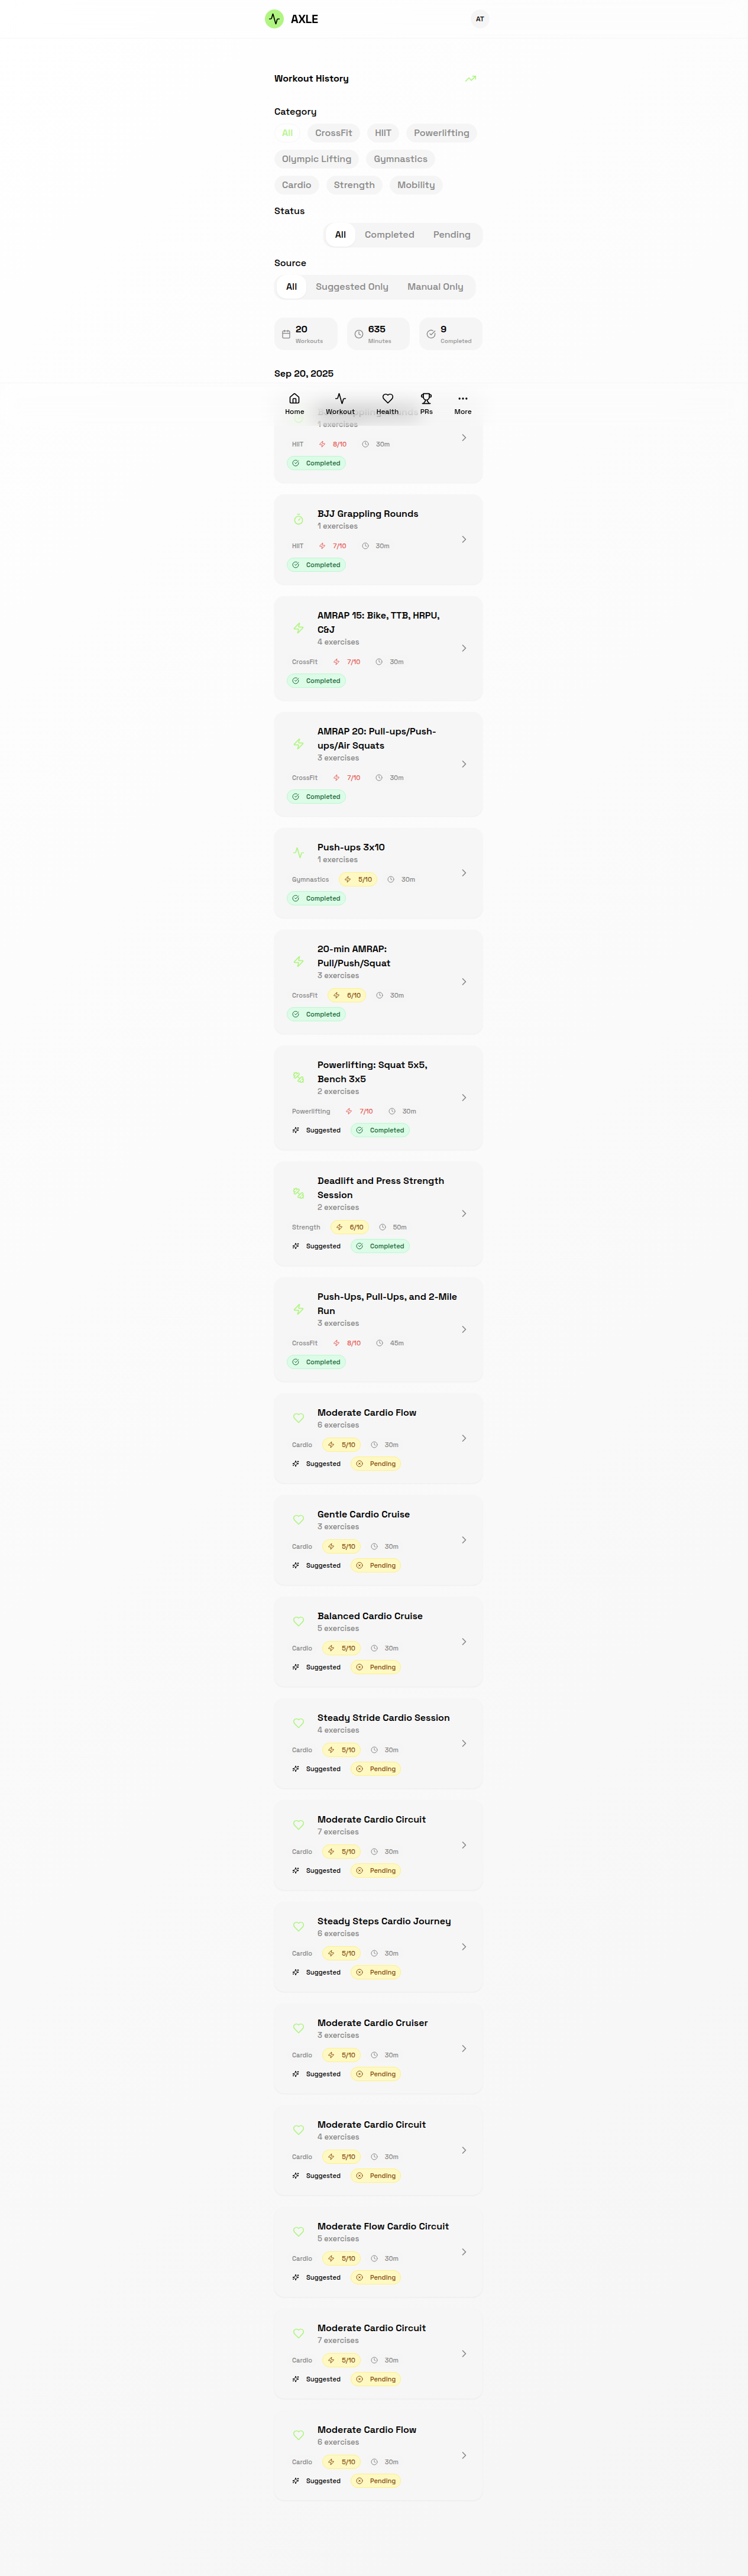 AXLE
AT
Workout History
Category
All CrossFit HIIT Powerlifting
Olympic Lifting Gymnastics
Cardio Strength Mobility
Status
All Completed Pending
Source
All Suggested Only Manual Only
20 635 9
Workouts Minutes Completed
Sep 20, 2025
Home Workout Health PRs More
1 exercises
HIIT 8/10 30m
Completed
BJJ Grappling Rounds
1 exercises
HIIT 7/10 30m
Completed
AMRAP 15: Bike, TTB, HRPU,
C&J
4 exercises
CrossFit 7/10 30m
Completed
AMRAP 20: Pull-ups/Push-
ups/Air Squats
3 exercises
CrossFit 7/10 30m
Completed
Push-ups 3x10
1 exercises
Gymnastics 5/10 30m
Completed
20-min AMRAP:
Pull/Push/Squat
3 exercises
CrossFit 6/10 30m
Completed
Powerlifting: Squat 5x5,
Bench 3x5
2 exercises
Powerlifting 7/10 30m
Suggested Completed
Deadlift and Press Strength
Session
2 exercises
Strength 6/10 50m
Suggested Completed
Push-Ups, Pull-Ups, and 2-Mile
Run
3 exercises
CrossFit 8/10 45m
Completed
Moderate Cardio Flow
6 exercises
Cardio 5/10 30m
Suggested Pending
Gentle Cardio Cruise
3 exercises
Cardio 5/10 30m
Suggested Pending
Balanced Cardio Cruise
5 exercises
Cardio 5/10 30m
Suggested Pending
Steady Stride Cardio Session
4 exercises
Cardio 5/10 30m
Suggested Pending
Moderate Cardio Circuit
7 exercises
Cardio 5/10 30m
Suggested Pending
Steady Steps Cardio Journey
6 exercises
Cardio 5/10 30m
Suggested Pending
Moderate Cardio Cruiser
3 exercises
Cardio 5/10 30m
Suggested Pending
Moderate Cardio Circuit
4 exercises
Cardio 5/10 30m
Suggested Pending
Moderate Flow Cardio Circuit
5 exercises
Cardio 5/10 30m
Suggested Pending
Moderate Cardio Circuit
7 exercises
Cardio 5/10 30m
Suggested Pending
Moderate Cardio Flow
6 exercises
Cardio 5/10 30m
Suggested Pending